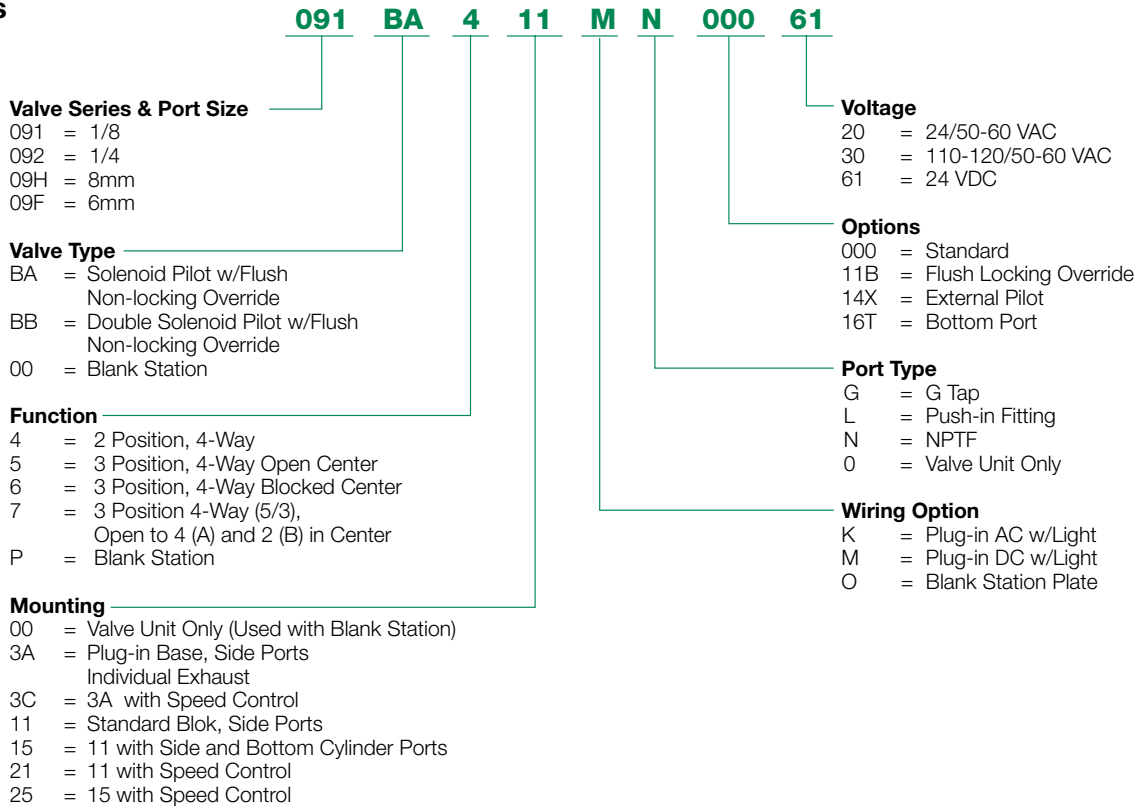 s
091 BA 4 11 M N 000 61
Valve Series & Port Size
091 = 1/8
092 = 1/4
09H = 8mm
09F = 6mm
Valve Type
BA = Solenoid Pilot w/Flush
Non-locking Override
BB = Double Solenoid Pilot w/Flush
Non-locking Override
00 = Blank Station
Function
4 = 2 Position, 4-Way
5 = 3 Position, 4-Way Open Center
6 = 3 Position, 4-Way Blocked Center
7 = 3 Position 4-Way (5/3),
Open to 4 (A) and 2 (B) in Center
P = Blank Station
Mounting
00 = Valve Unit Only (Used with Blank Station)
3A = Plug-in Base, Side Ports
Individual Exhaust
3C = 3A with Speed Control
11 = Standard Blok, Side Ports
15 = 11 with Side and Bottom Cylinder Ports
21 = 11 with Speed Control
25 = 15 with Speed Control
Voltage
20 = 24/50-60 VAC
30 = 110-120/50-60 VAC
61 = 24 VDC
Options
000 = Standard
11B = Flush Locking Override
14X = External Pilot
16T = Bottom Port
Port Type
G = G Tap
L = Push-in Fitting
N = NPTF
0 = Valve Unit Only
Wiring Option
K = Plug-in AC w/Light
M = Plug-in DC w/Light
O = Blank Station Plate